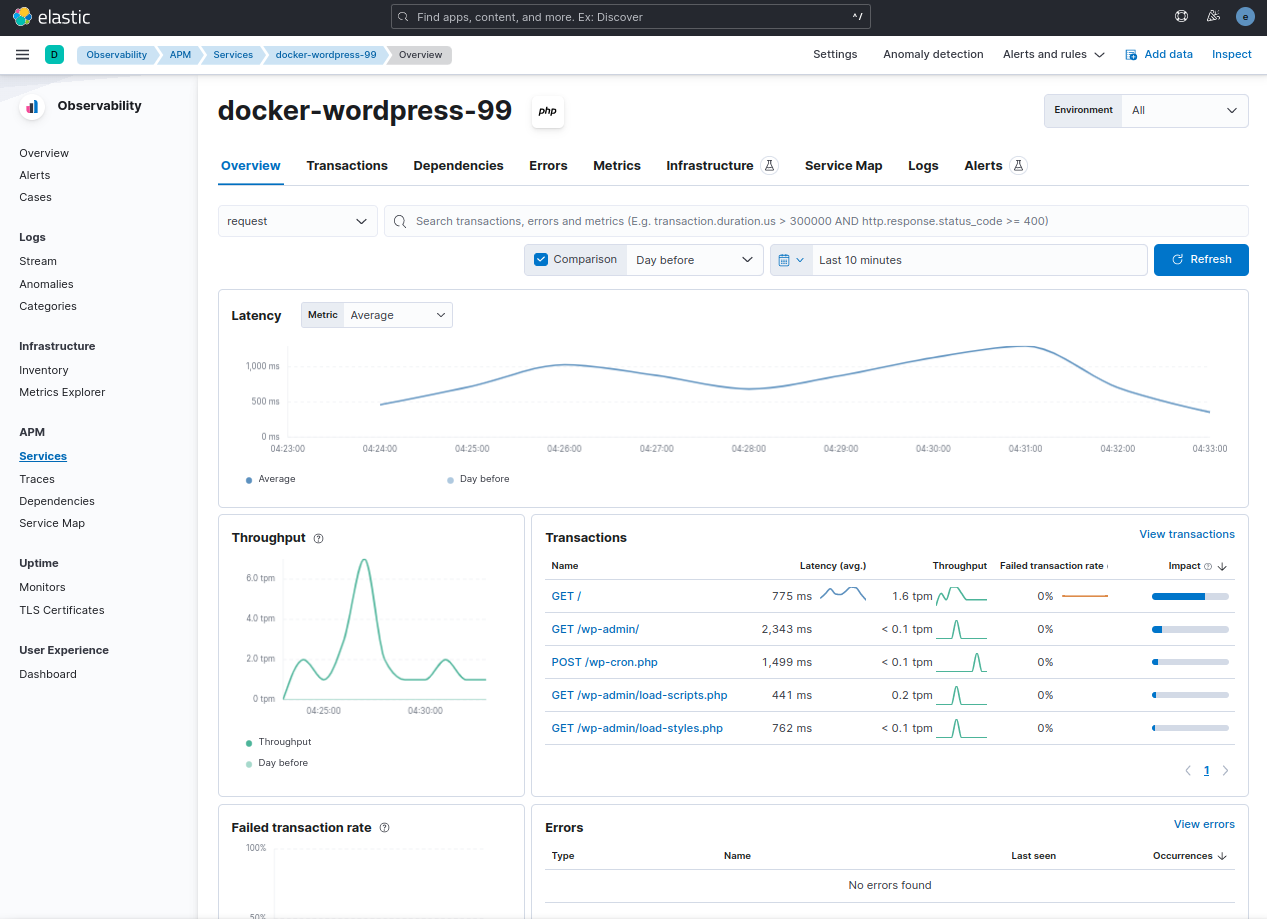 elastic
Find apps, content, and more. Ex: Discover
^/
e
D
Observability
APM
Services
docker-wordpress-99
Overview
Settings
Anomaly detection
Alerts and rules
Add data
Inspect
Observability
Overview
Alerts
Cases
Logs
Stream
Anomalies
Categories
Infrastructure
Inventory
Metrics Explorer
APM
Services
Traces
Dependencies
Service Map
Uptime
Monitors
TLS Certificates
User Experience
Dashboard
docker-wordpress-99
php
Environment
All
Overview
Transactions
Dependencies
Errors
Metrics
Infrastructure
Service Map
Logs
Alerts
request
Search transactions, errors and metrics (E.g. transaction.duration.us > 300000 AND http.response.status_code >= 400)
Comparison
Day before
Last 10 minutes
Refresh
Latency
Metric
Average
1,000 ms
500 ms
0 ms
04:23:00 04:24:00 04:25:00 04:26:00 04:27:00 04:28:00 04:29:00 04:30:00 04:31:00 04:32:00 04:33:00
Average
Day before
Throughput
6.0 tpm
4.0 tpm
2.0 tpm
0 tpm
04:25:00 04:30:00
Throughput
Day before
Transactions
View transactions
Name Latency (avg.) Throughput Failed transaction rate Impact
GET / 775 ms 1.6 tpm 0%
GET /wp-admin/ 2,343 ms < 0.1 tpm 0%
POST /wp-cron.php 1,499 ms < 0.1 tpm 0%
GET /wp-admin/load-scripts.php 441 ms 0.2 tpm 0%
GET /wp-admin/load-styles.php 762 ms < 0.1 tpm 0%
1
Failed transaction rate
100%
50%
Errors
View errors
Type Name Last seen Occurrences
No errors found